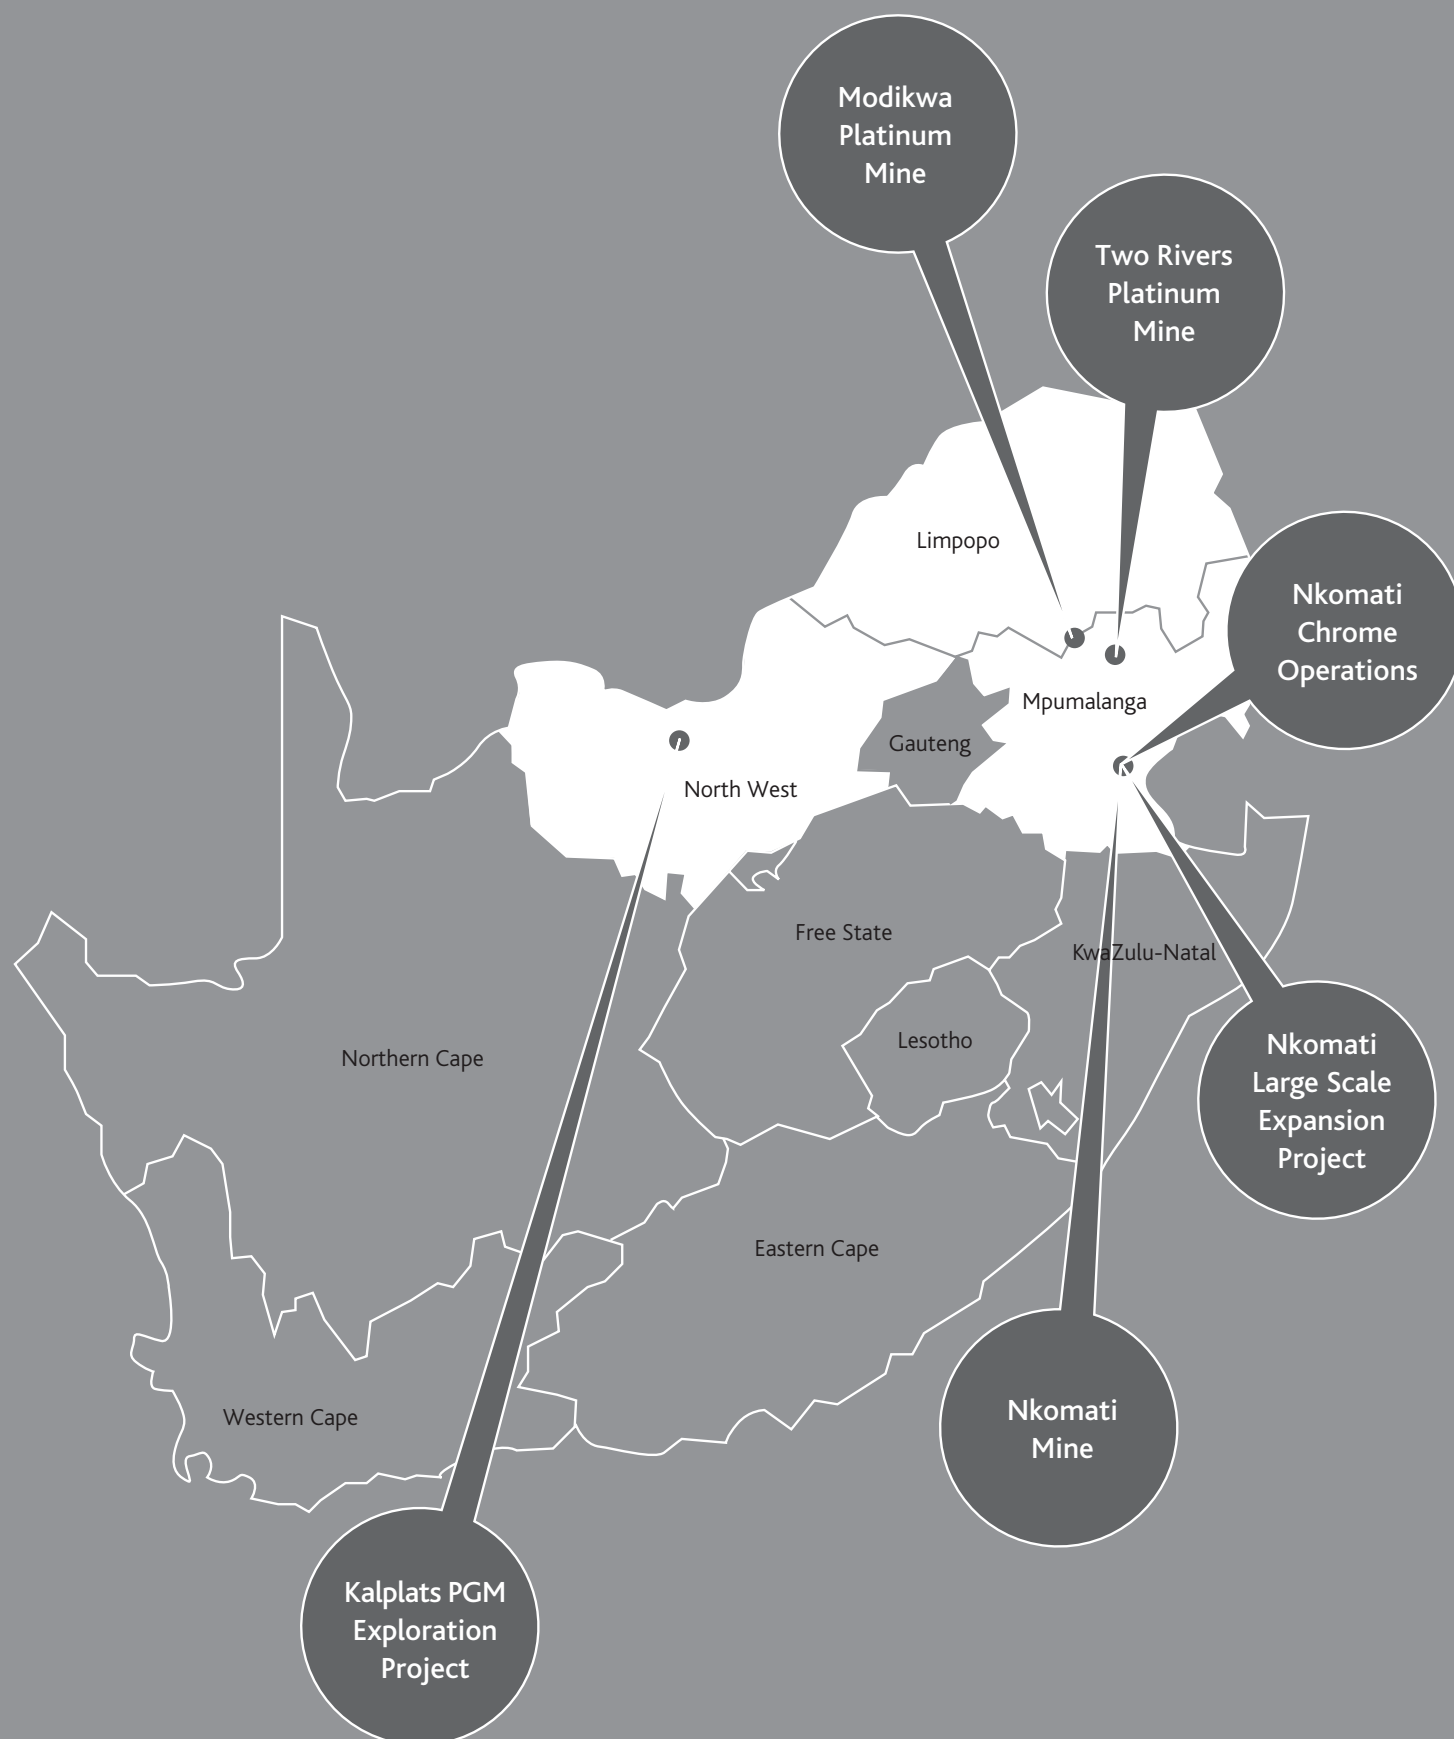 Modikwa
Platinum
Mine
Two Rivers
Platinum
Mine
Limpopo
Nkomati
Chrome
Operations
Mpumalanga
Gauteng
North West
Free State
KwaZulu-Natal
Lesotho
Northern Cape
Nkomati
Large Scale
Expansion
Project
Eastern Cape
Western Cape
Nkomati
Mine
Kalplats PGM
Exploration
Project